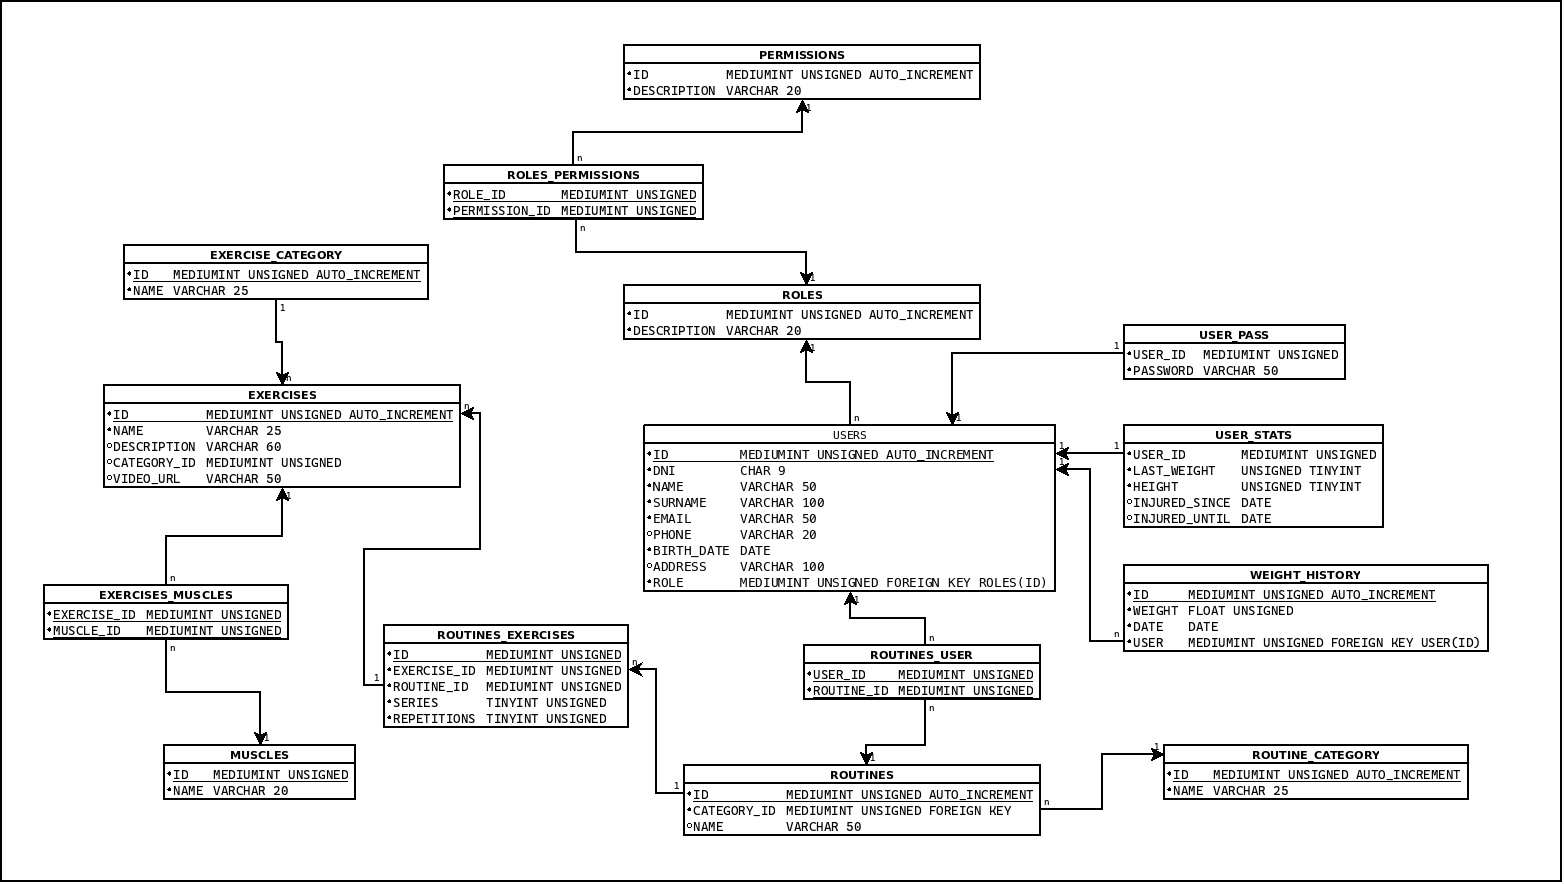 PERMISSIONS
ID MEDIUMINT UNSIGNED AUTO_INCREMENT
DESCRIPTION VARCHAR 20
1
n
ROLES_PERMISSIONS
ROLE_ID MEDIUMINT UNSIGNED
PERMISSION_ID MEDIUMINT UNSIGNED
n
1
EXERCISE_CATEGORY
ID MEDIUMINT UNSIGNED AUTO_INCREMENT
NAME VARCHAR 25
1
n
ROLES
ID MEDIUMINT UNSIGNED AUTO_INCREMENT
DESCRIPTION VARCHAR 20
1
n
USER_PASS
USER_ID MEDIUMINT UNSIGNED
PASSWORD VARCHAR 50
1
1
EXERCISES
ID MEDIUMINT UNSIGNED AUTO_INCREMENT
NAME VARCHAR 25
DESCRIPTION VARCHAR 60
CATEGORY_ID MEDIUMINT UNSIGNED
VIDEO_URL VARCHAR 50
n
1
n
USERS
ID MEDIUMINT UNSIGNED AUTO_INCREMENT
DNI CHAR 9
NAME VARCHAR 50
SURNAME VARCHAR 100
EMAIL VARCHAR 50
PHONE VARCHAR 20
BIRTH_DATE DATE
ADDRESS VARCHAR 100
ROLE MEDIUMINT UNSIGNED FOREIGN KEY ROLES(ID)
1
1
1
1
USER_STATS
USER_ID MEDIUMINT UNSIGNED
LAST_WEIGHT UNSIGNED TINYINT
HEIGHT UNSIGNED TINYINT
INJURED_SINCE DATE
INJURED_UNTIL DATE
WEIGHT_HISTORY
ID MEDIUMINT UNSIGNED AUTO_INCREMENT
WEIGHT FLOAT UNSIGNED
DATE DATE
USER MEDIUMINT UNSIGNED FOREIGN KEY USER(ID)
n
EXERCISES_MUSCLES
EXERCISE_ID MEDIUMINT UNSIGNED
MUSCLE_ID MEDIUMINT UNSIGNED
n
1
ROUTINES_EXERCISES
ID MEDIUMINT UNSIGNED
EXERCISE_ID MEDIUMINT UNSIGNED
ROUTINE_ID MEDIUMINT UNSIGNED
SERIES TINYINT UNSIGNED
REPETITIONS TINYINT UNSIGNED
1
n
n
ROUTINES_USER
USER_ID MEDIUMINT UNSIGNED
ROUTINE_ID MEDIUMINT UNSIGNED
n
1
MUSCLES
ID MEDIUMINT UNSIGNED
NAME VARCHAR 20
ROUTINES
ID MEDIUMINT UNSIGNED AUTO_INCREMENT
CATEGORY_ID MEDIUMINT UNSIGNED FOREIGN KEY
NAME VARCHAR 50
1
n
1
ROUTINE_CATEGORY
ID MEDIUMINT UNSIGNED AUTO_INCREMENT
NAME VARCHAR 25